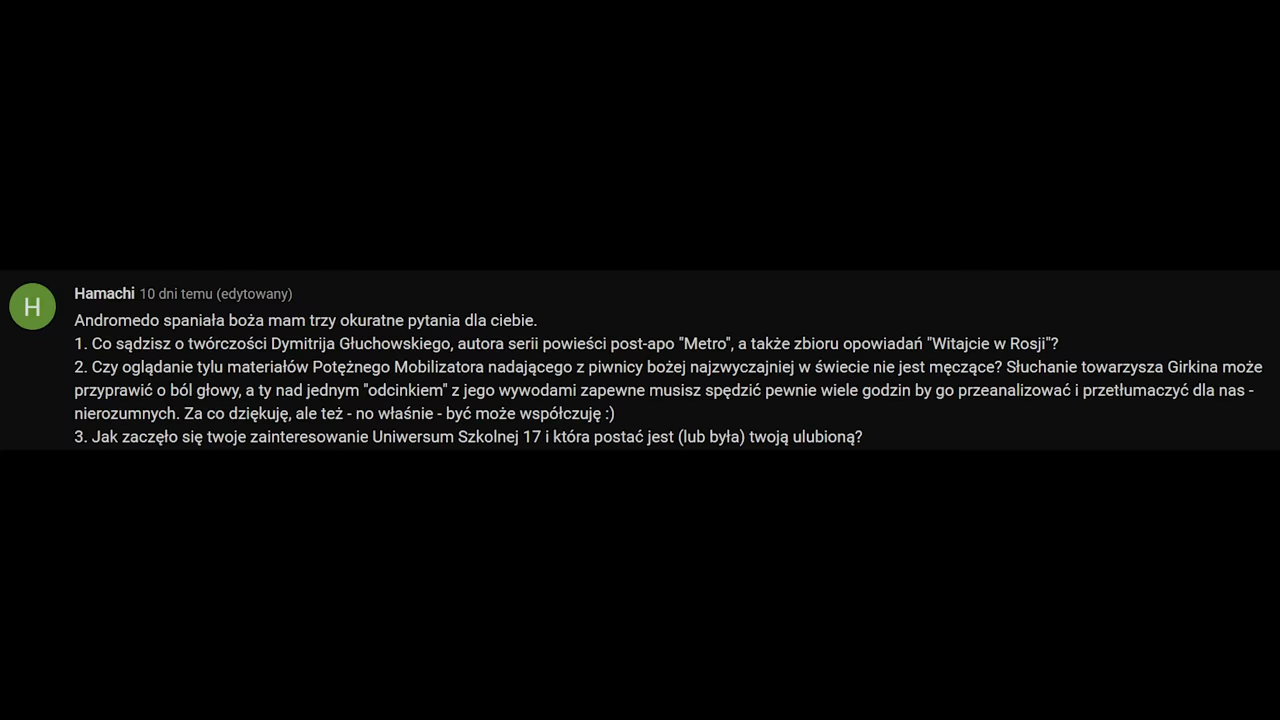 H
Hamachi 10 dni temu (edytowany)
Andromedo spaniała boża mam trzy okuratne pytania dla ciebie.
1. Co sądzisz o twórczości Dymitrija Głuchowskiego, autora serii powieści post-apo "Metro", a także zbioru opowiadań "Witajcie w Rosji"?
2. Czy oglądanie tylu materiałów Potężnego Mobilizatora nadającego z piwnicy bożej najzwyczajniej w świecie nie jest męczące? Słuchanie towarzysza Girkina może
przyprawić o ból głowy, a ty nad jednym "odcinkiem" z jego wywodami zapewne musisz spędzić pewnie wiele godzin by go przeanalizować i przetłumaczyć dla nas -
nierozumnych. Za co dziękuję, ale też - no właśnie - być może współczuję :)
3. Jak zaczęło się twoje zainteresowanie Uniwersum Szkolnej 17 i która postać jest (lub była) twoją ulubioną?